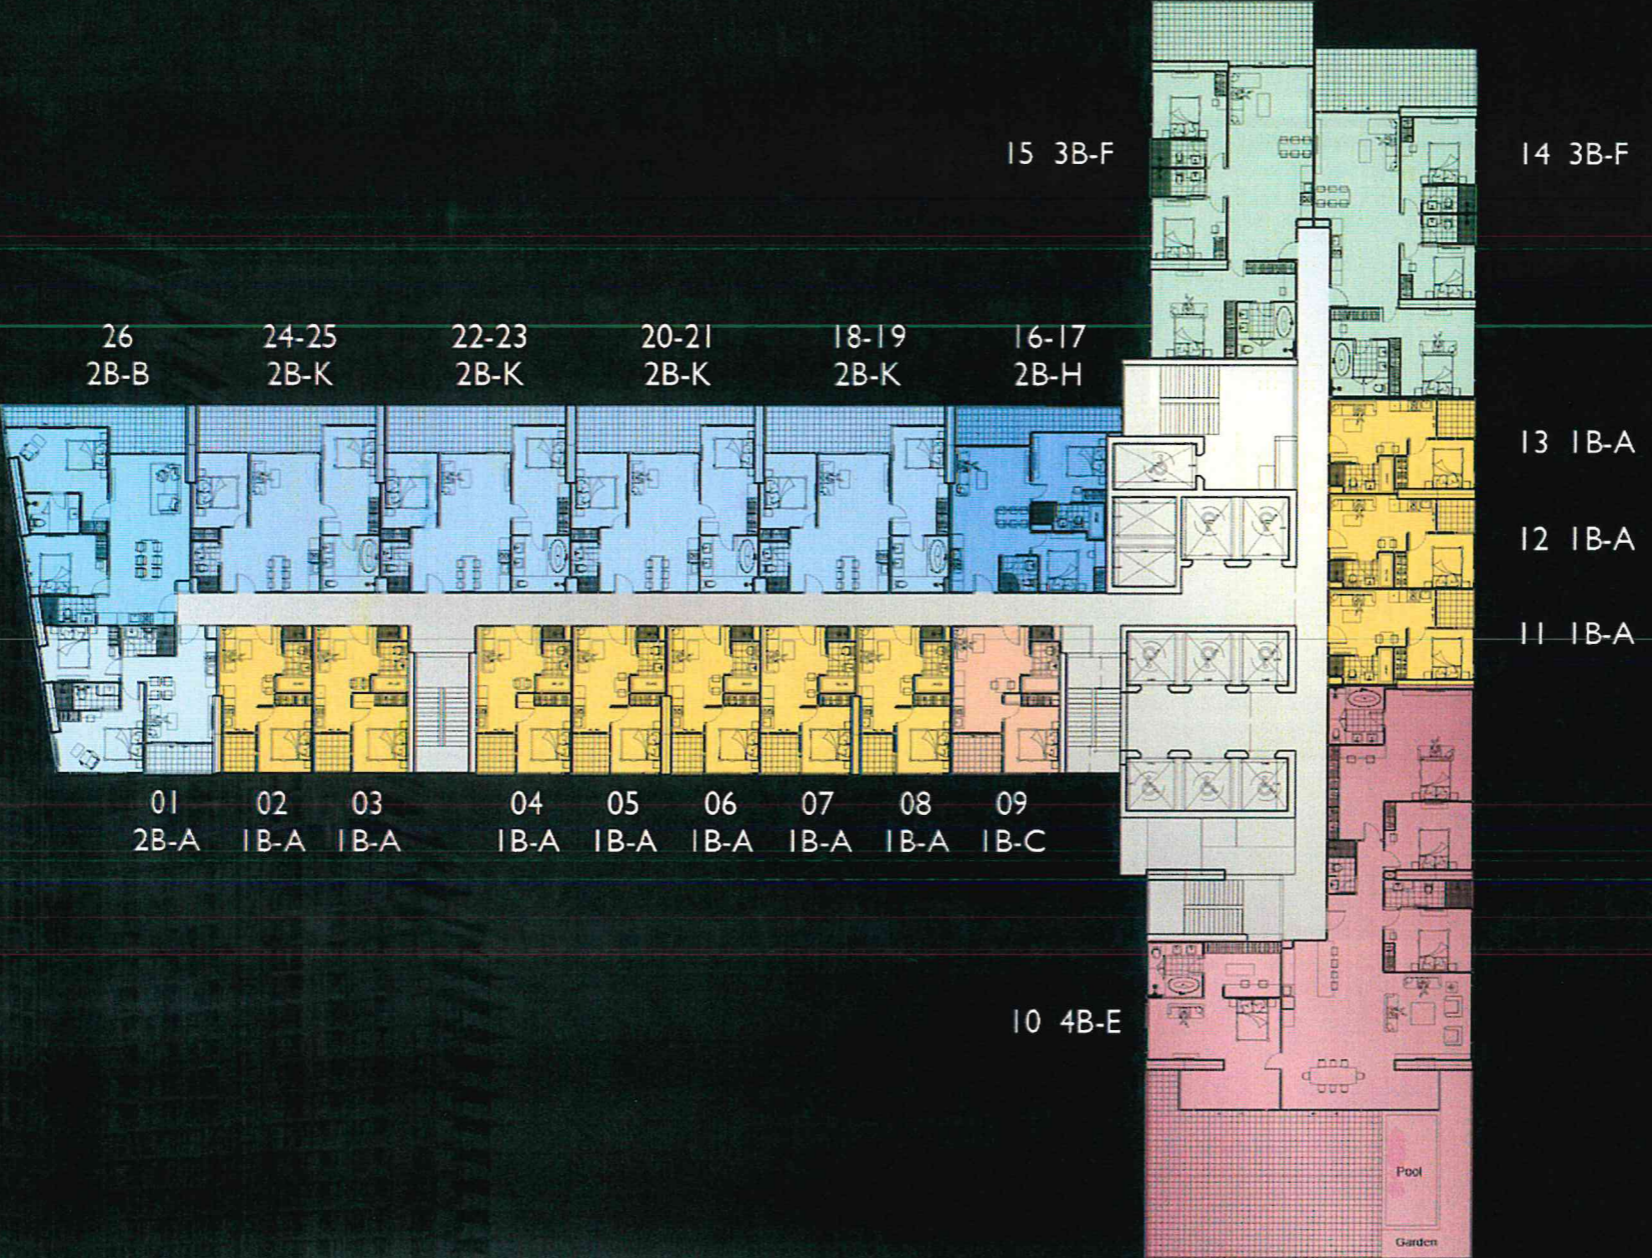 15 3B-F
14 3B-F
26
2B-B
24-25
2B-K
22-23
2B-K
20-21
2B-K
18-19
2B-K
16-17
2B-H
13 1B-A
12 1B-A
11 1B-A
01
2B-A
02
1B-A
03
1B-A
04
1B-A
05
1B-A
06
1B-A
07
1B-A
08
1B-A
09
1B-C
10 4B-E
Pool
Garden